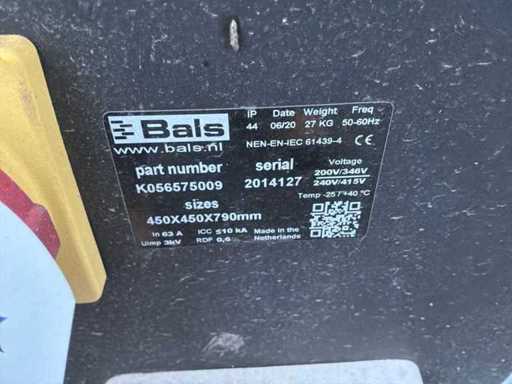 Bals
www.bals.nl
IP Date Weight Freq
44 06/20 27 KG 50-60Hz
NEN-EN-IEC 61439-4 CE
part number serial Voltage
K056575009 2014127 200V/346V
240V/415V
sizes Temp -25 / +40 °C
450X450X790mm
In 63 A ICC ≤10 kA Made in the
Uimp 3kV RDF 0,6 Netherlands